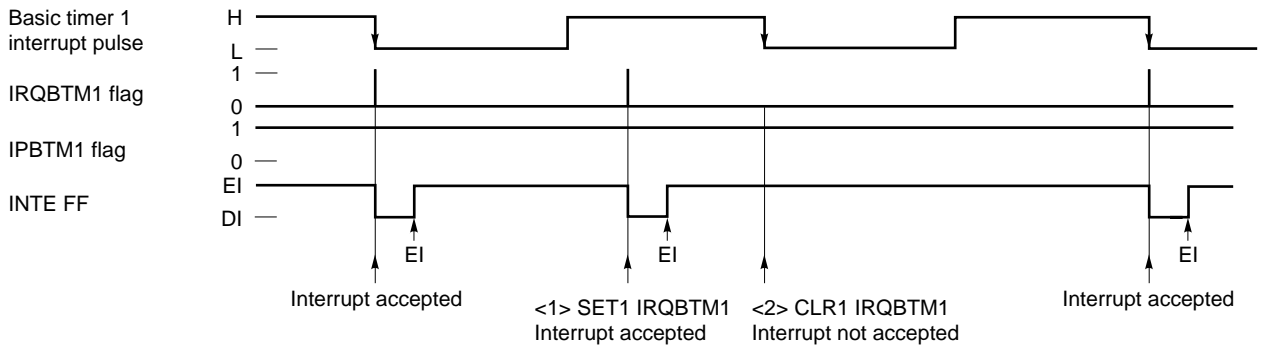 Basic timer 1
interrupt pulse
H
L
IRQBTM1 flag
1
0
IPBTM1 flag
1
0
INTE FF
EI
DI
EI
EI
EI
Interrupt accepted
<1> SET1 IRQBTM1
Interrupt accepted
<2> CLR1 IRQBTM1
Interrupt not accepted
Interrupt accepted